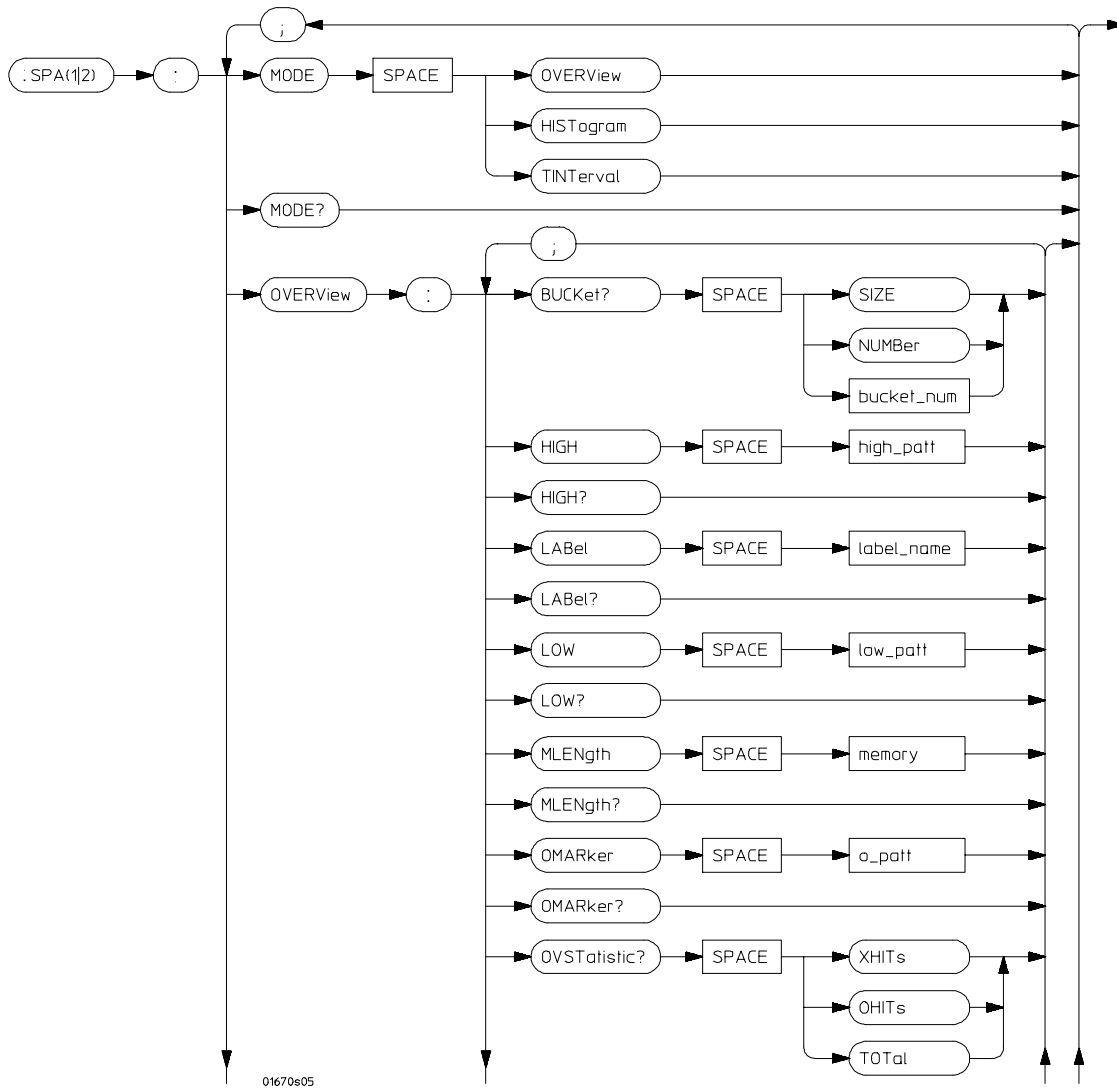 ;
:SPA(1|2) : MODE SPACE OVERView
HISTogram
TINTerval
MODE?
;
OVERView : BUCKet? SPACE SIZE
NUMBer
bucket_num
HIGH SPACE high_patt
HIGH?
LABel SPACE label_name
LABel?
LOW SPACE low_patt
LOW?
MLENgth SPACE memory
MLENgth?
OMARker SPACE o_patt
OMARker?
OVSTatistic? SPACE XHITs
OHITs
TOTal
01670s05